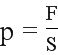 p = F/S